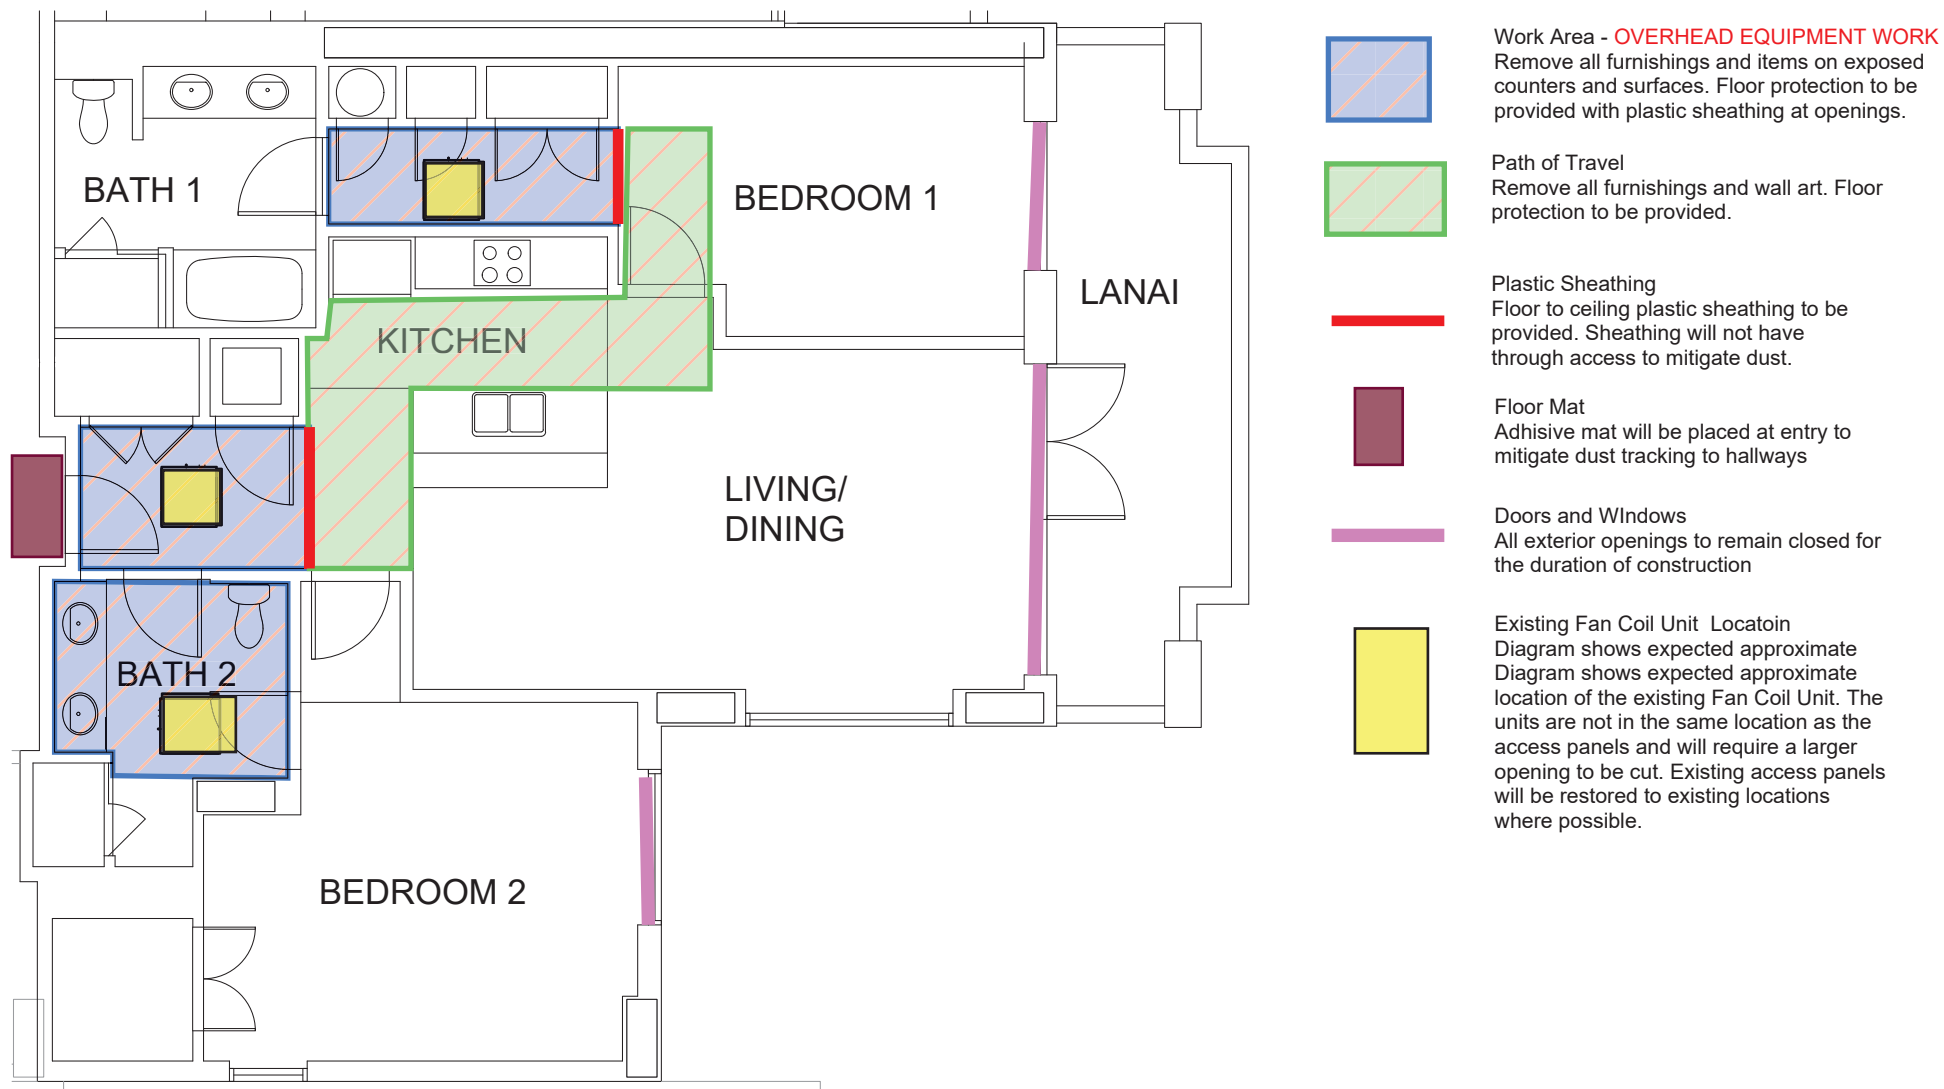 BATH 1
BEDROOM 1
LANAI
KITCHEN
LIVING/
DINING
BATH 2
BEDROOM 2
Work Area - OVERHEAD EQUIPMENT WORK
Remove all furnishings and items on exposed
counters and surfaces. Floor protection to be
provided with plastic sheathing at openings.
Path of Travel
Remove all furnishings and wall art. Floor
protection to be provided.
Plastic Sheathing
Floor to ceiling plastic sheathing to be
provided. Sheathing will not have
through access to mitigate dust.
Floor Mat
Adhisive mat will be placed at entry to
mitigate dust tracking to hallways
Doors and WIndows
All exterior openings to remain closed for
the duration of construction
Existing Fan Coil Unit  Locatoin
Diagram shows expected approximate
Diagram shows expected approximate
location of the existing Fan Coil Unit. The
units are not in the same location as the
access panels and will require a larger
opening to be cut. Existing access panels
will be restored to existing locations
where possible.